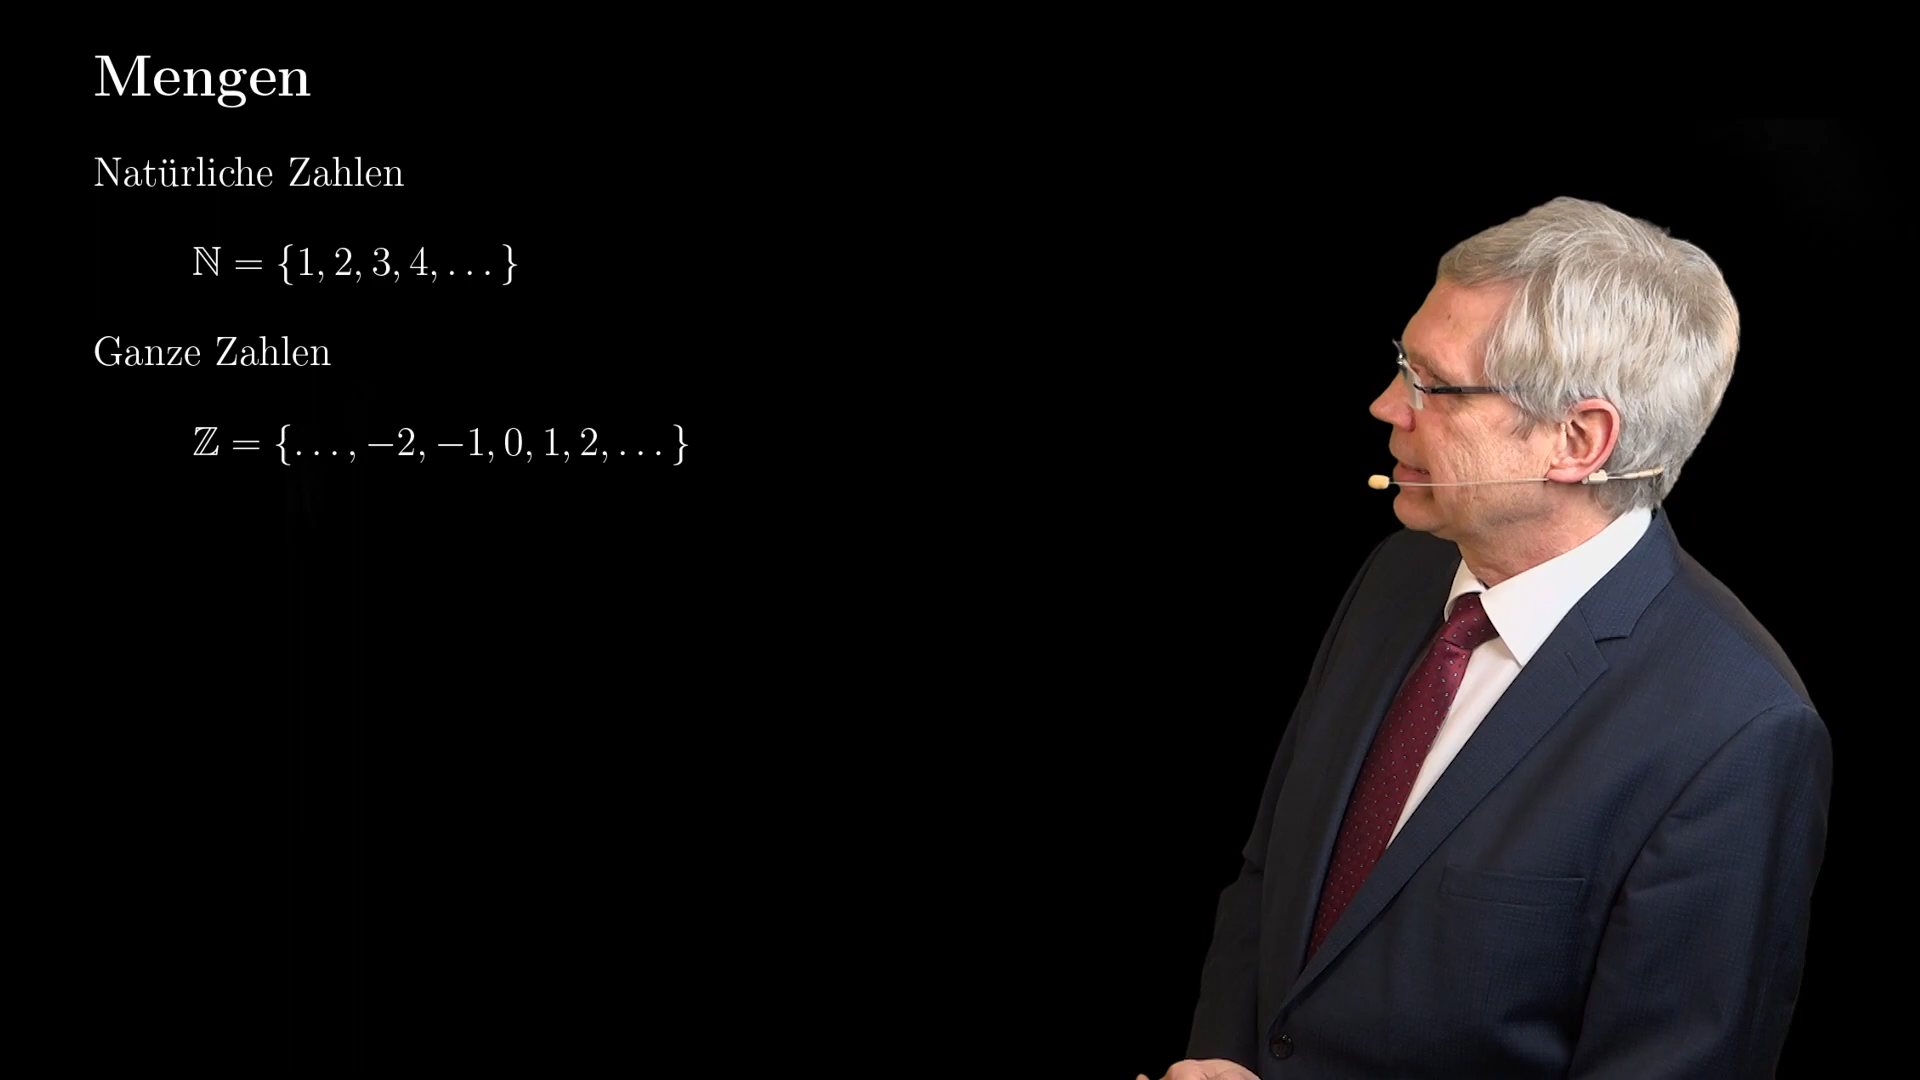 Mengen
Natürliche Zahlen
ℕ = {1, 2, 3, 4, . . . }
Ganze Zahlen
ℤ = {. . . , −2, −1, 0, 1, 2, . . . }